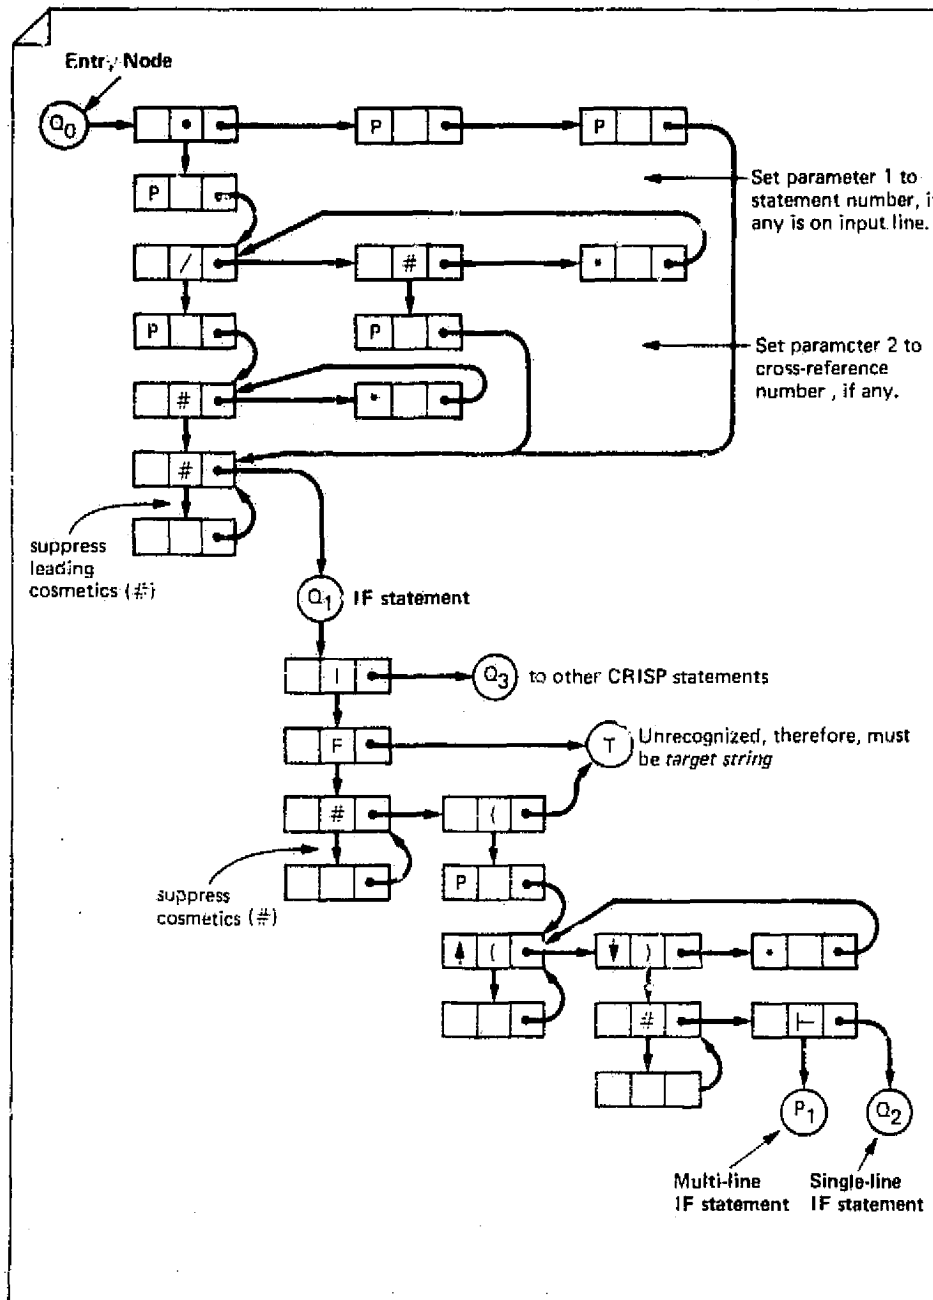 Entry Node
Q0
•
P
P
P
Set parameter 1 to
statement number, i
any is on input line.
/
#
•
P
P
Set parameter 2 to
cross-reference
number , if any.
#
•
#
suppress
leading
cosmetics (#)
Q1 IF statement
I
Q3 to other CRISP statements
F
T
Unrecognized, therefore, must
be target string
#
(
suppress
cosmetics (#)
P
↑ (
↓ )
•
#
⊢
P1
Q2
Multi-line
IF statement
Single-line
IF statement